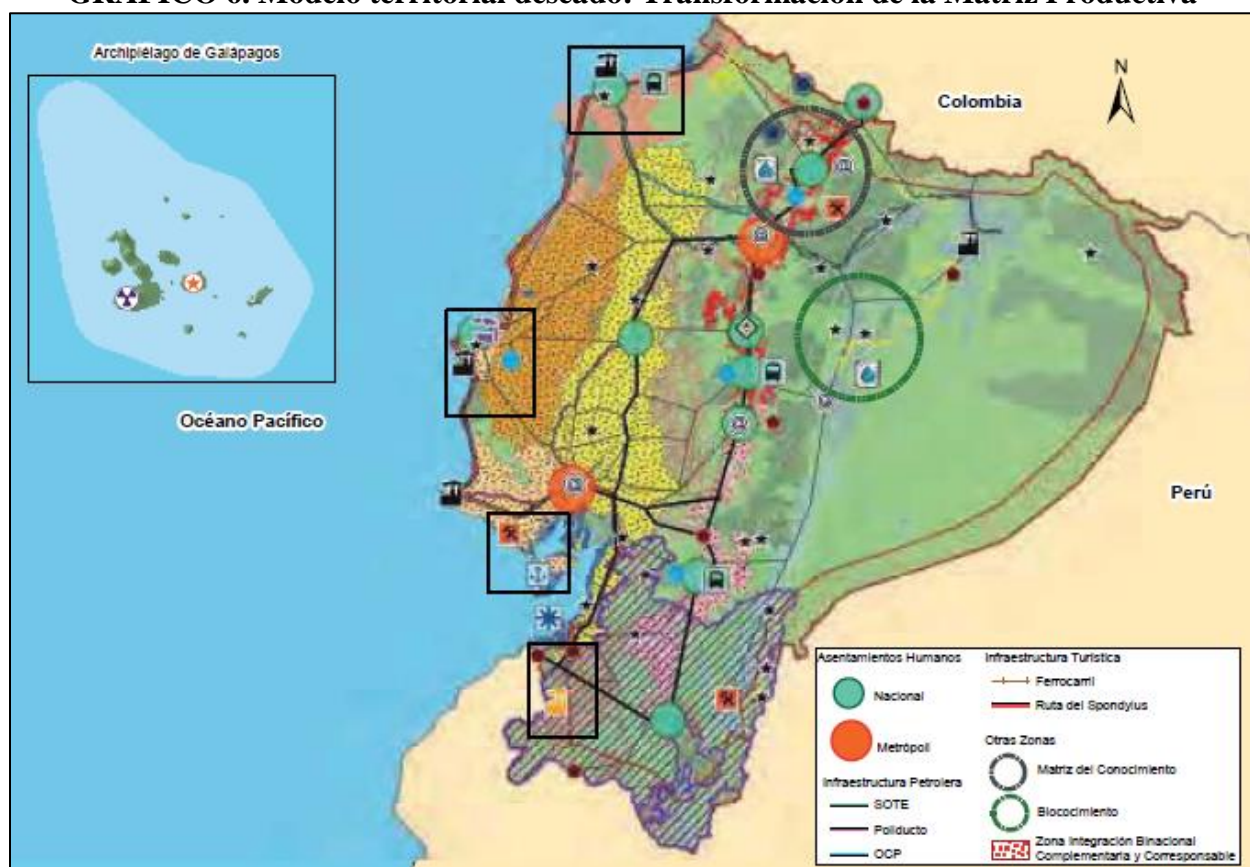 GRÁFICO 6. Modelo territorial deseado: Transformación de la Matriz Productiva
Archipiélago de Galápagos
Colombia
N
Océano Pacífico
Perú
Asentamientos Humanos
Nacional
Metrópoli
Infraestructura Petrolera
SOTE
Poliducto
OCP
Infraestructura Turística
Ferrocarril
Ruta del Spondylus
Otras Zonas
Matriz del Conocimiento
Biococimiento
Zona Integración Binacional
Complementaria y Corresponsable